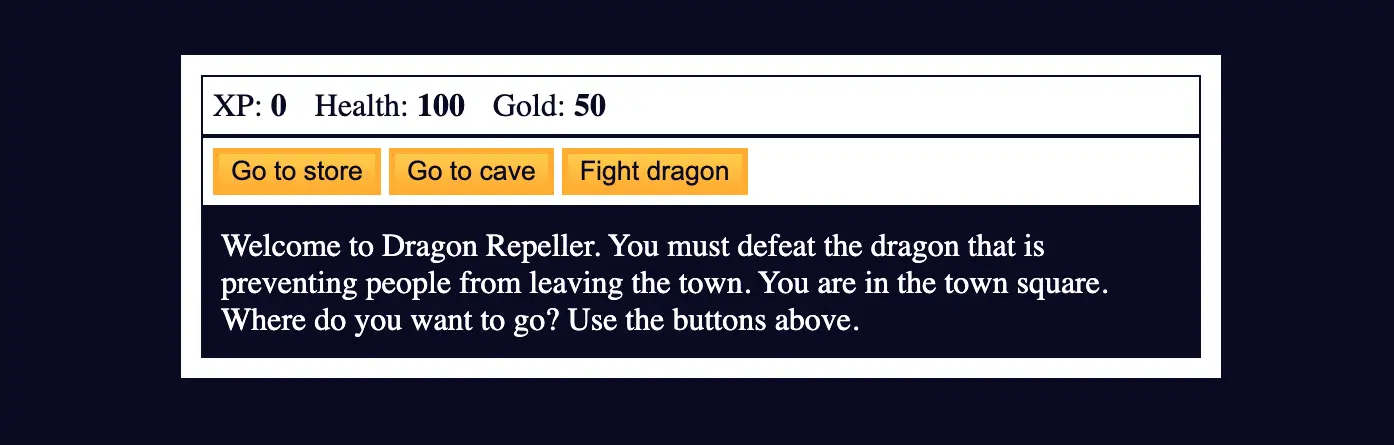 XP: 0 Health: 100 Gold: 50
Go to store Go to cave Fight dragon
Welcome to Dragon Repeller. You must defeat the dragon that is
preventing people from leaving the town. You are in the town square.
Where do you want to go? Use the buttons above.